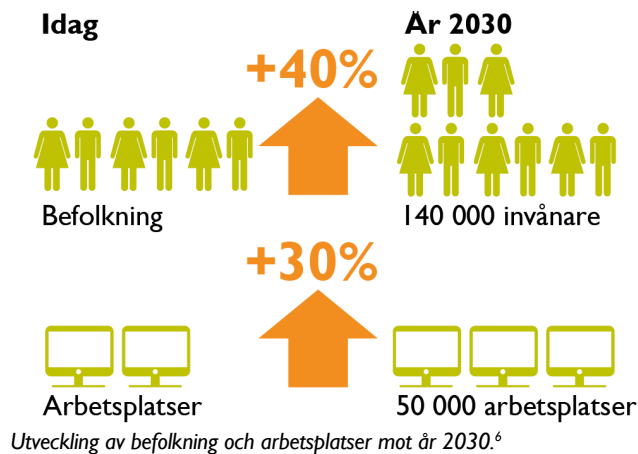 Idag
År 2030
+40%
Befolkning
140 000 invånare
+30%
Arbetsplatser
50 000 arbetsplatser
Utveckling av befolkning och arbetsplatser mot år 2030.⁶